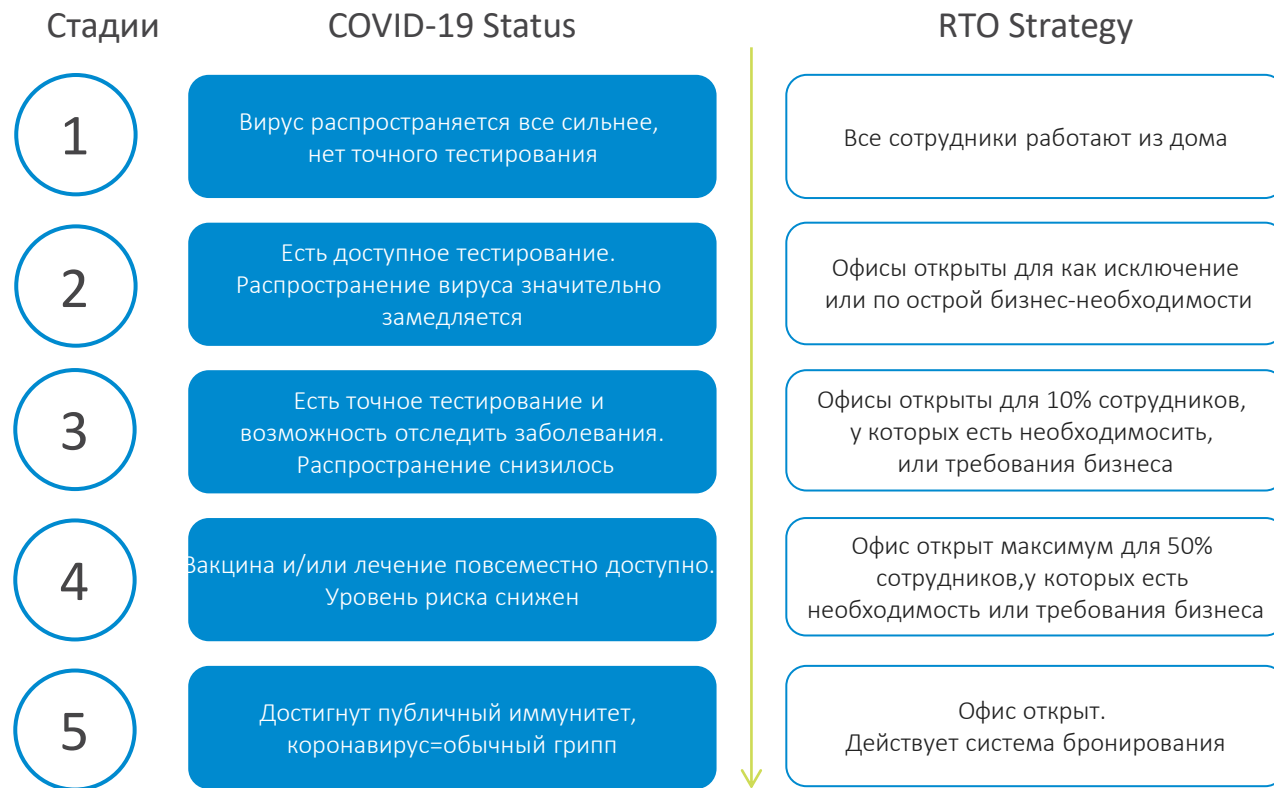 Стадии COVID-19 Status RTO Strategy
1
Вирус распространяется все сильнее,
нет точного тестирования
Все сотрудники работают из дома
2
Есть доступное тестирование.
Распространение вируса значительно
замедляется
Офисы открыты для как исключение
или по острой бизнес-необходимости
3
Есть точное тестирование и
возможность отследить заболевания.
Распространение снизилось
Офисы открыты для 10% сотрудников,
у которых есть необходимосить,
или требования бизнеса
4
Вакцина и/или лечение повсеместно доступно.
Уровень риска снижен
Офис открыт максимум для 50%
сотрудников,у которых есть
необходимость или требования бизнеса
5
Достигнут публичный иммунитет,
коронавирус=обычный грипп
Офис открыт.
Действует система бронирования